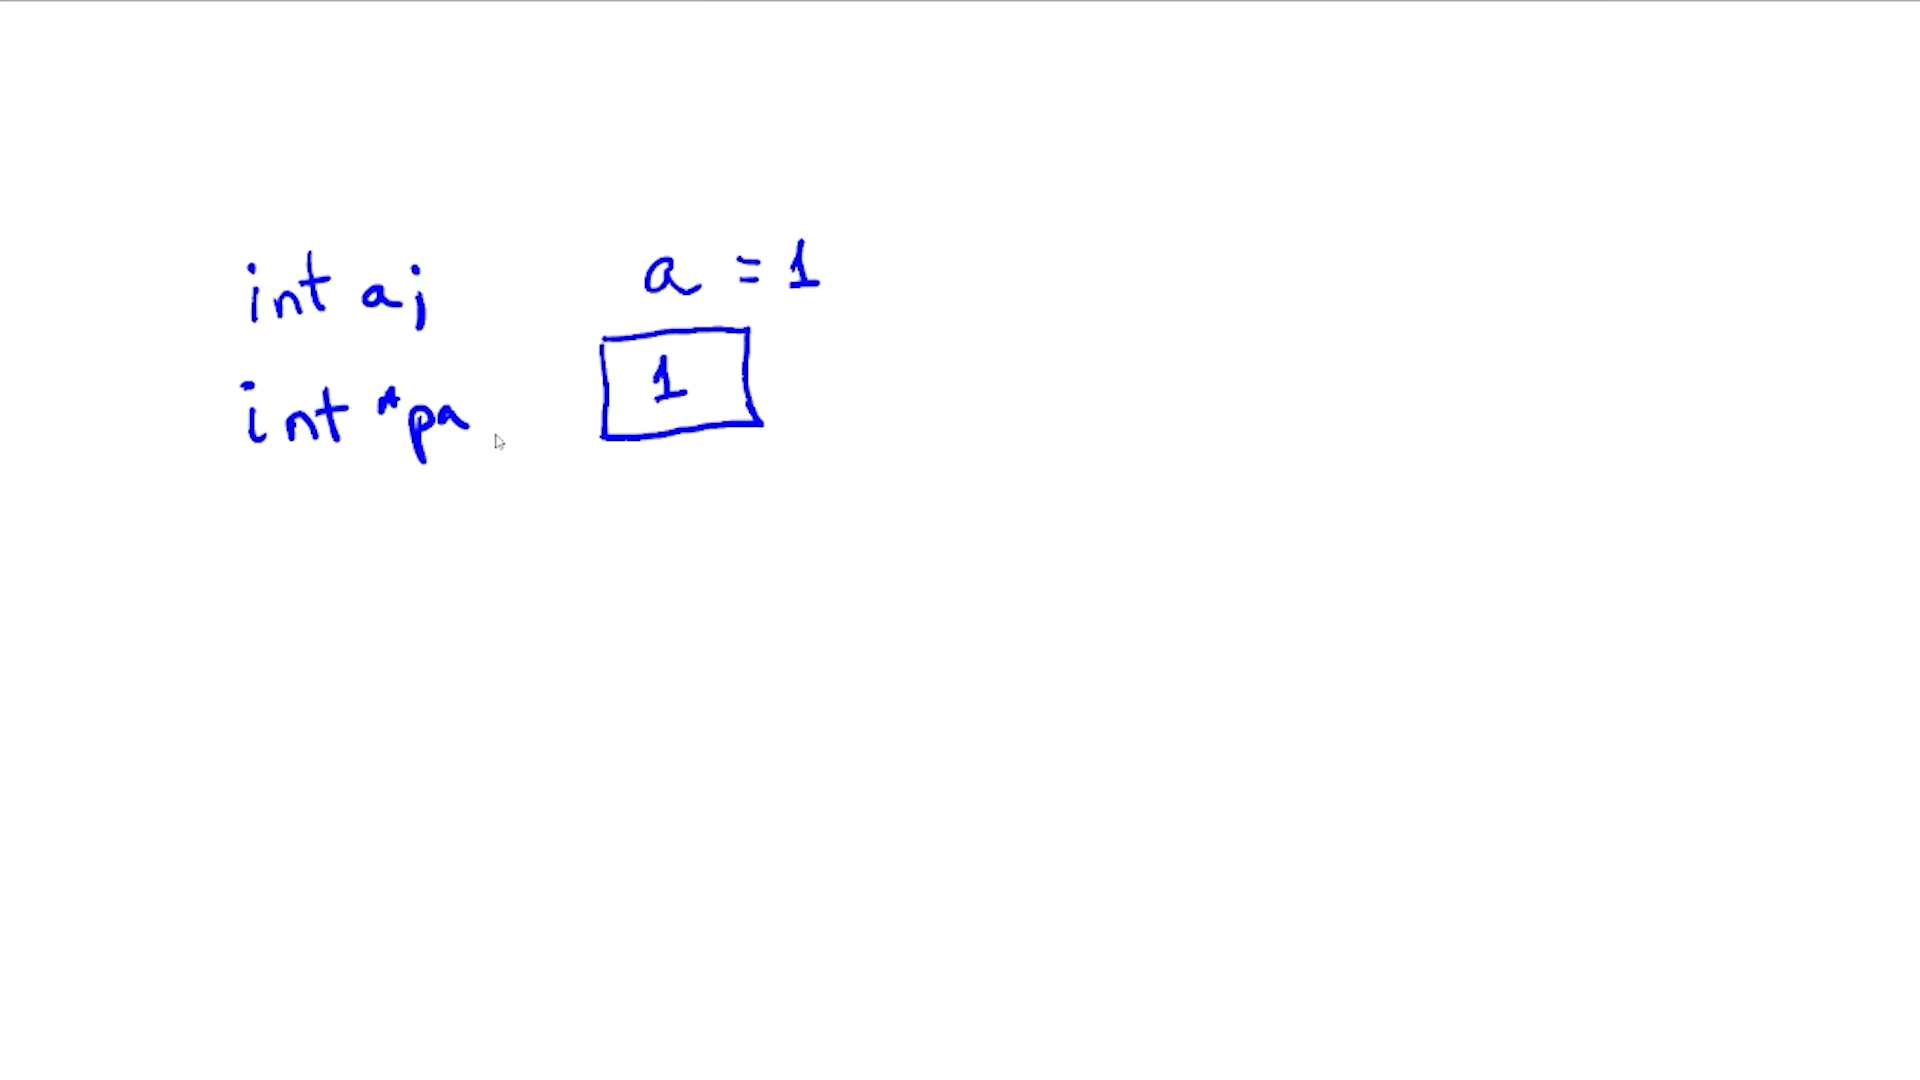 int a;
a = 1
int *pa
1